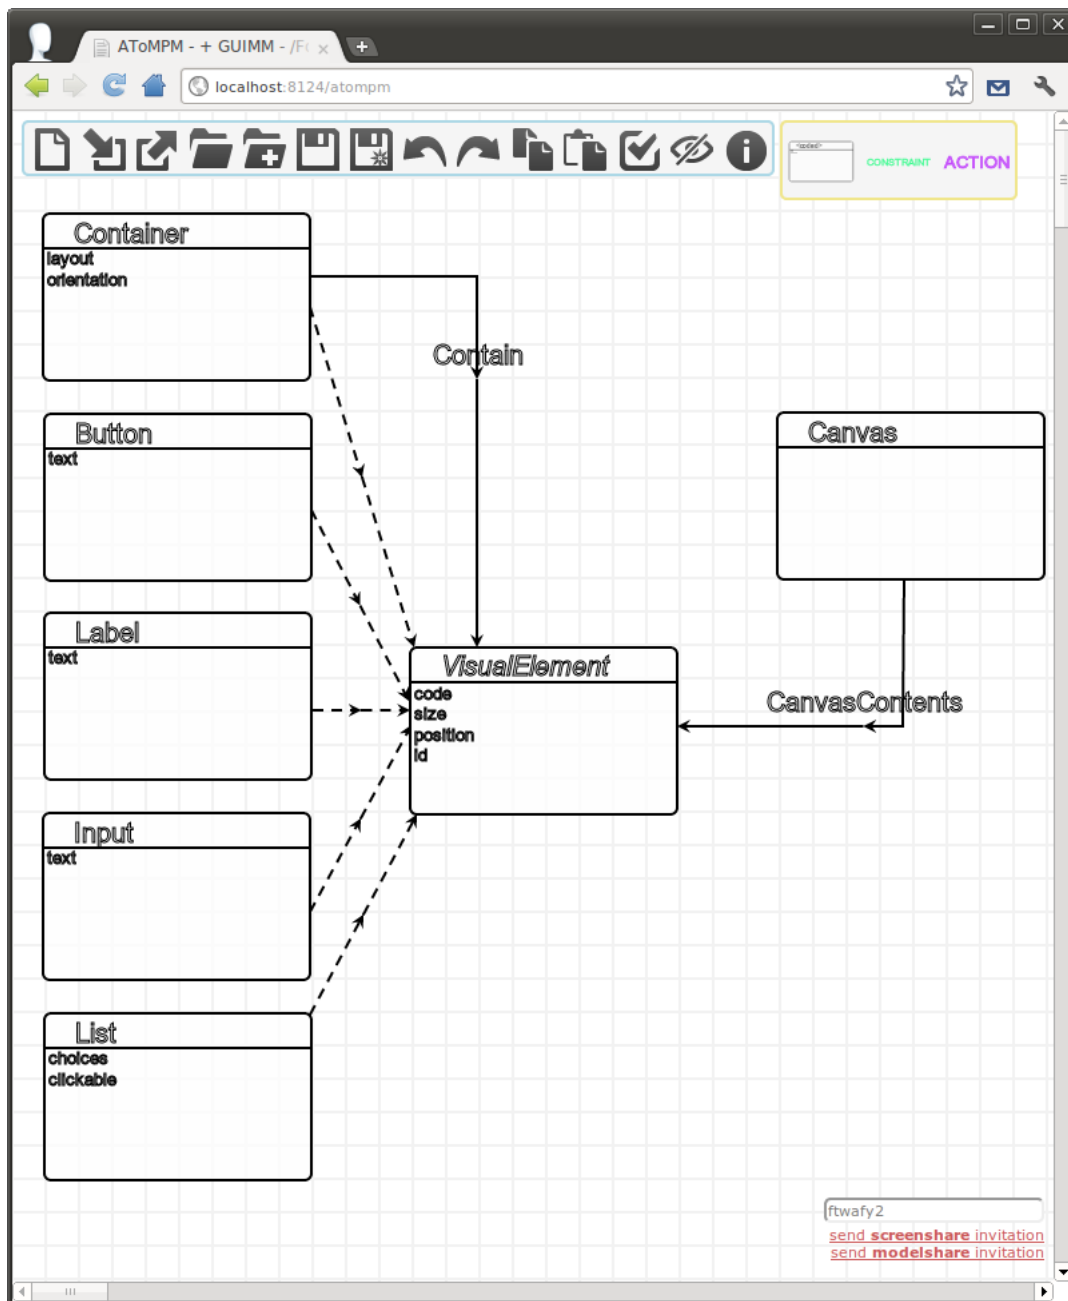 AToMPM - + GUIMM - /Fo
localhost:8124/atompm
CONSTRAINT
ACTION
Container
layout
orientation
Contain
Button
text
Canvas
Label
text
VisualElement
code
size
position
id
CanvasContents
Input
text
List
choices
clickable
ftwafy2
send screenshare invitation
send modelshare invitation